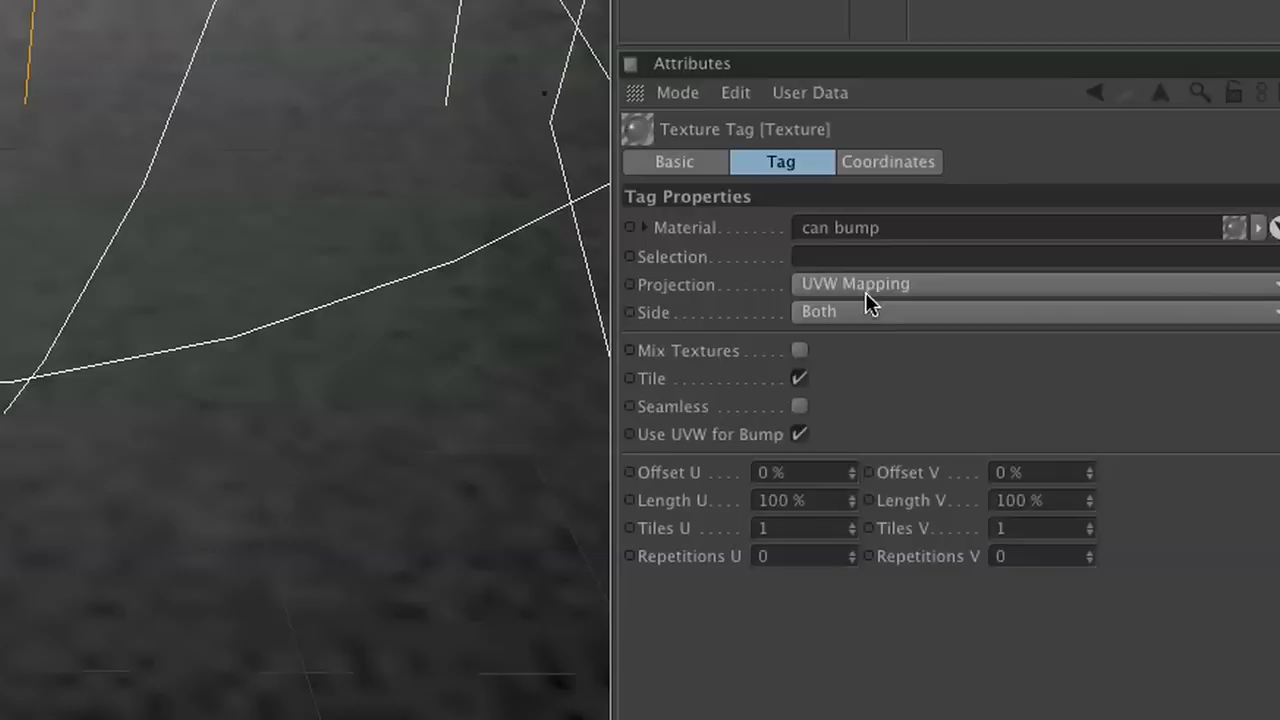 Attributes
Mode Edit User Data
Texture Tag [Texture]
Basic Tag Coordinates
Tag Properties
Material........ can bump
Selection........
Projection....... UVW Mapping
Side............ Both
Mix Textures.....
Tile............
Seamless........
Use UVW for Bump
Offset U.... 0 % Offset V.... 0 %
Length U... 100 % Length V... 100 %
Tiles U..... 1 Tiles V..... 1
Repetitions U 0 Repetitions V 0